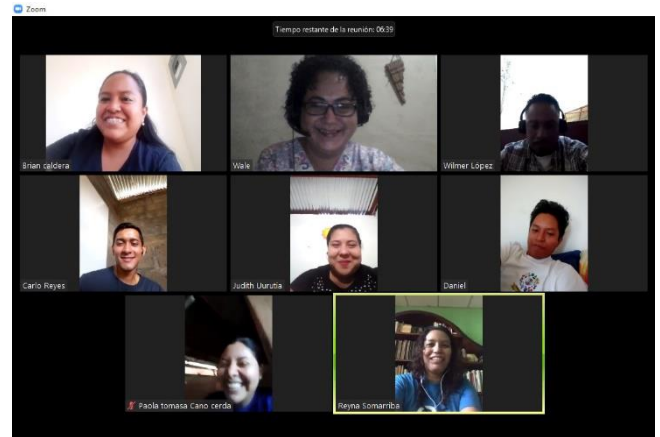 Zoom
Tiempo restante de la reunión: 06:39
Brian caldera
Wale
Wilmer López
Carlo Reyes
Judith Uurutia
Daniel
Paola tomasa Cano cerda
Reyna Somarriba